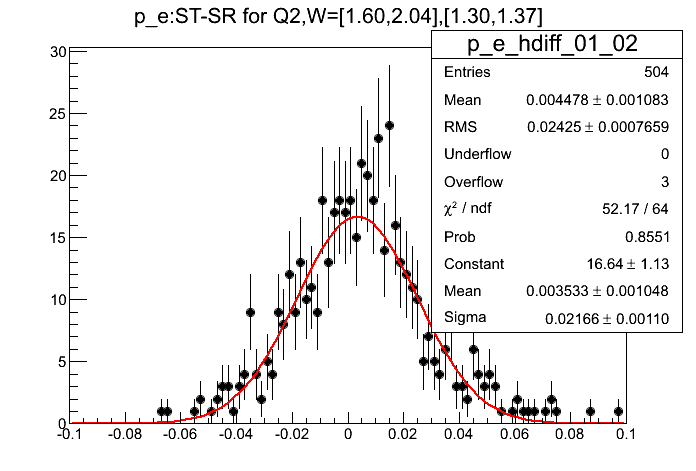 p_e:ST-SR for Q2,W=[1.60,2.04],[1.30,1.37]
p_e_hdiff_01_02
Entries 504
Mean 0.004478 ± 0.001083
RMS 0.02425 ± 0.0007659
Underflow 0
Overflow 3
χ² / ndf 52.17 / 64
Prob 0.8551
Constant 16.64 ± 1.13
Mean 0.003533 ± 0.001048
Sigma 0.02166 ± 0.00110
30
25
20
15
10
5
0
-0.1 -0.08 -0.06 -0.04 -0.02 0 0.02 0.04 0.06 0.08 0.1